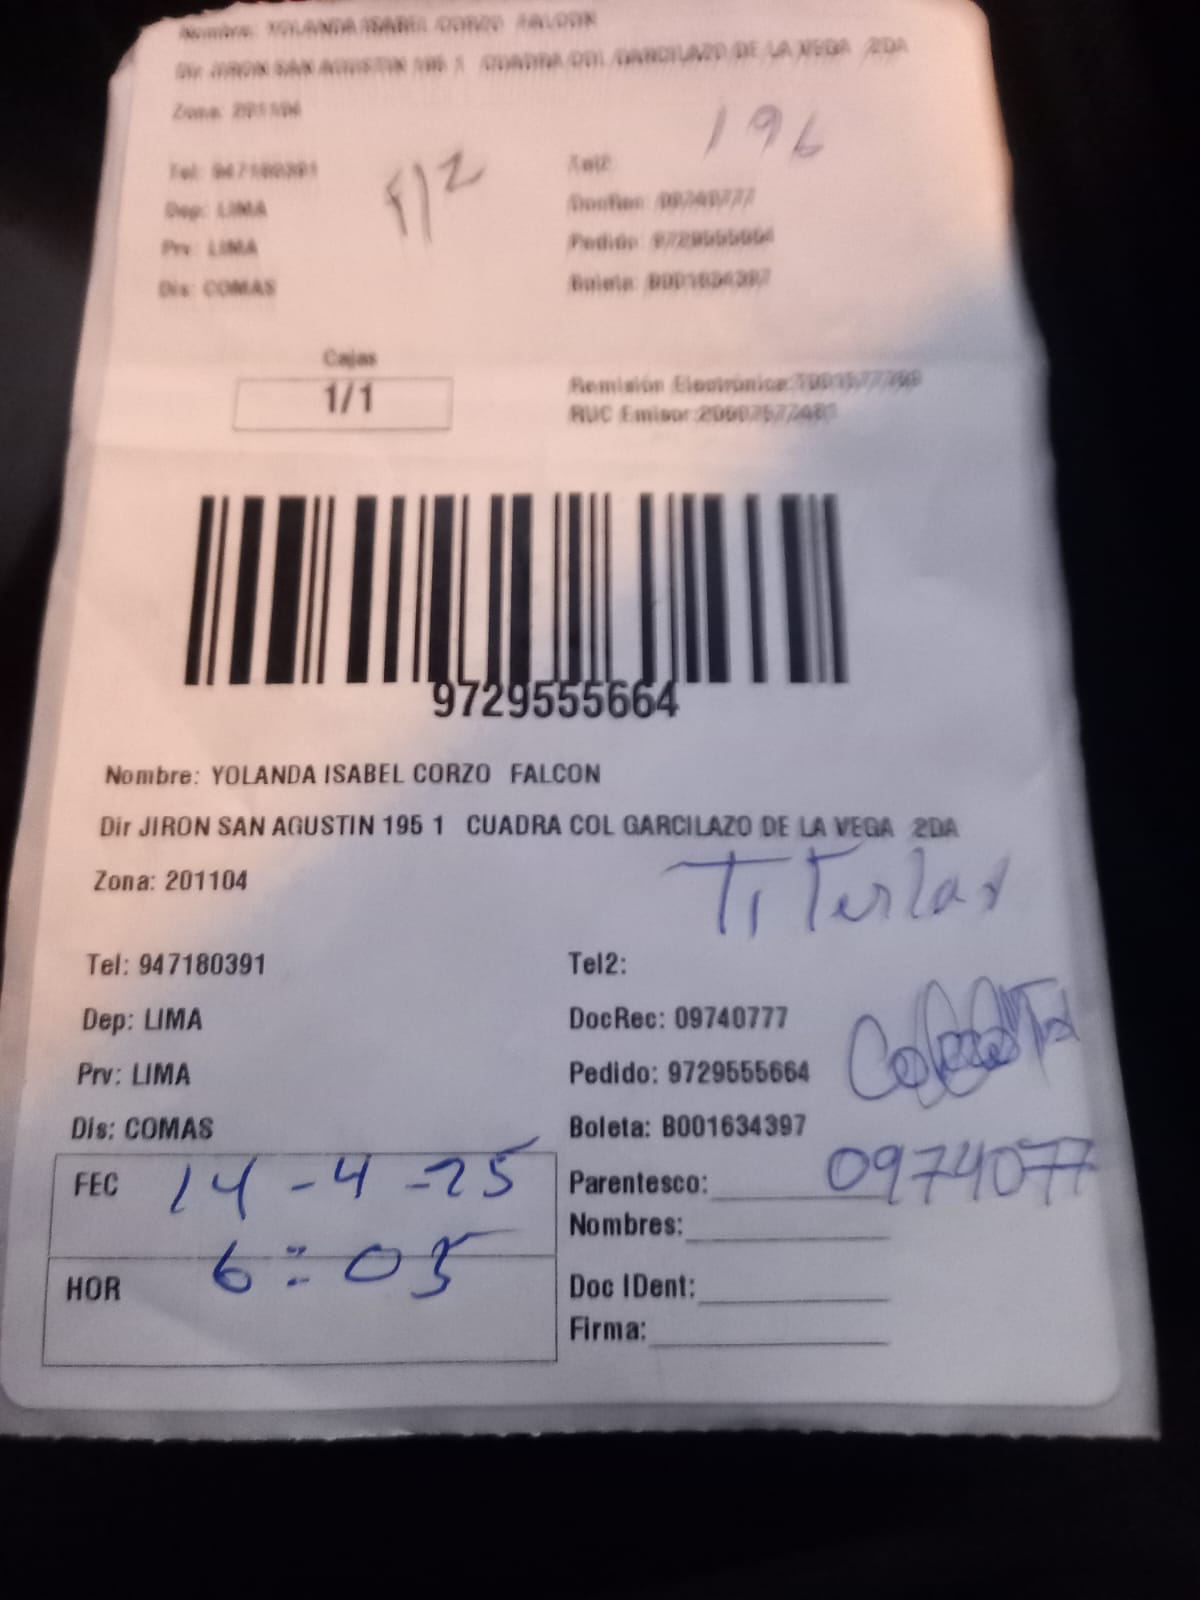 Nombre: YOLANDA ISABEL CORZO FALCON
Dir JIRON SAN AGUSTIN 195 1 CUADRA COL GARCILAZO DE LA VEGA 2DA
Zona: 201104
196
Tel: 947180391
Tel2:
Dep: LIMA
DocRec: 09740777
Prv: LIMA
Pedido: 9729555664
Dis: COMAS
Boleta: B001634397
Cajas
1/1
Remisión Electrónica:
RUC Emisor:
9729555664
Nombre: YOLANDA ISABEL CORZO FALCON
Dir JIRON SAN AGUSTIN 195 1 CUADRA COL GARCILAZO DE LA VEGA 2DA
Zona: 201104
Tel: 947180391
Tel2:
Dep: LIMA
DocRec: 09740777
Prv: LIMA
Pedido: 9729555664
Dis: COMAS
Boleta: B001634397
FEC 14-4-25
Parentesco: 0974077
Nombres:
HOR 6:05
Doc IDent:
Firma: